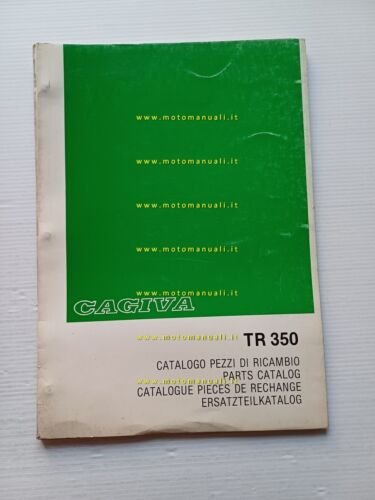 www.motomanuali.it
www.motomanuali.it
www.motomanuali.it
www.motomanuali.it
www.motomanuali.it
www.motomanuali.it
CAGIVA
www.motomanuali.it
TR 350
CATALOGO PEZZI DI RICAMBIO
PARTS CATALOG
CATALOGUE PIECES DE RECHANGE
ERSATZTEILKATALOG